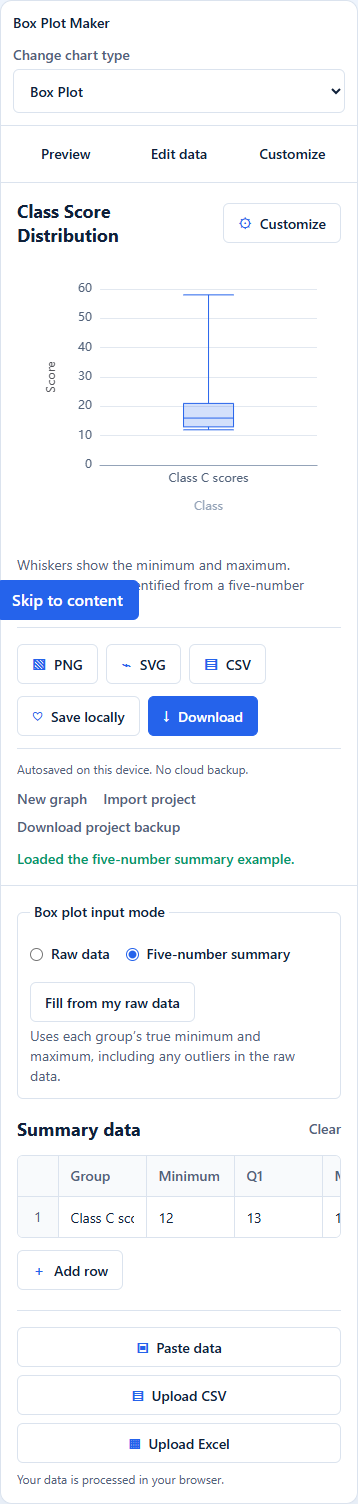 Box Plot Maker
Change chart type
Box Plot
Preview Edit data Customize
Class Score
Distribution
Customize
60
50
40
30
20
10
0
Score
Class C scores
Class
Whiskers show the minimum and maximum.
entified from a five-number
Skip to content
PNG SVG CSV
Save locally Download
Autosaved on this device. No cloud backup.
New graph Import project
Download project backup
Loaded the five-number summary example.
Box plot input mode
Raw data Five-number summary
Fill from my raw data
Uses each group's true minimum and
maximum, including any outliers in the raw
data.
Summary data Clear
Group Minimum Q1
1 Class C sc 12 13
+ Add row
Paste data
Upload CSV
Upload Excel
Your data is processed in your browser.